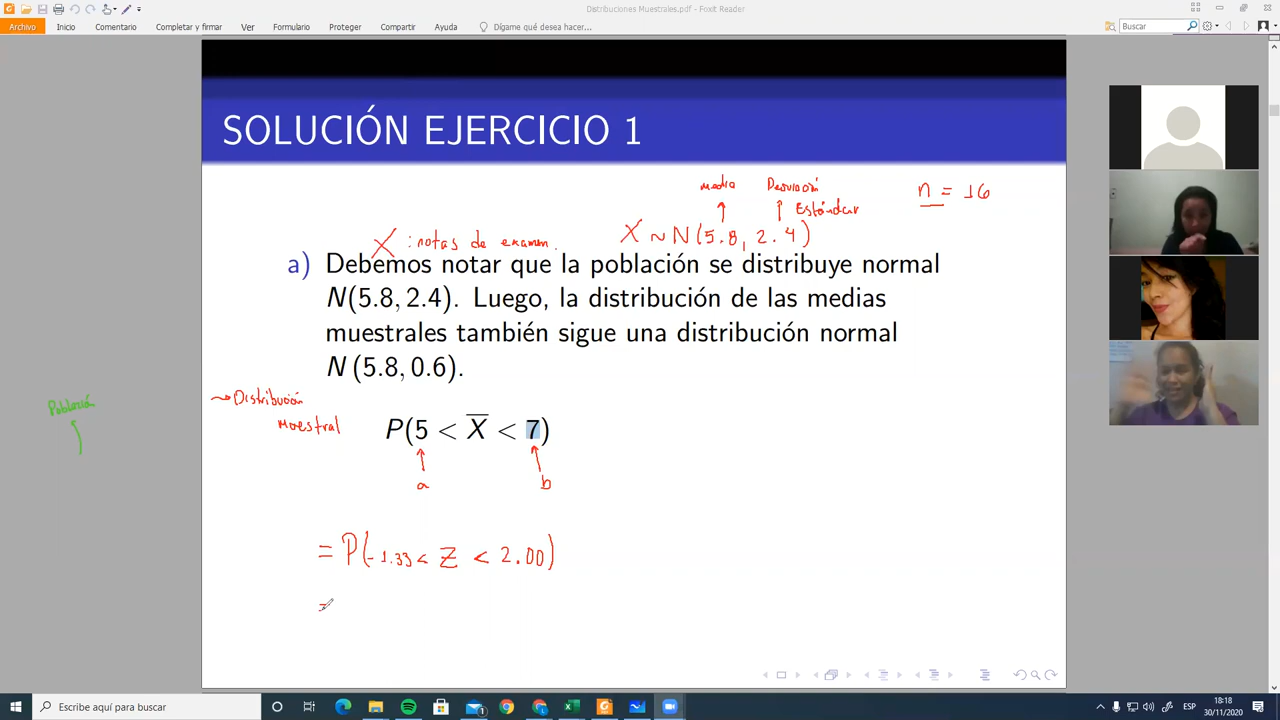 Distribuciones Muestrales.pdf - Foxit Reader
Archivo Inicio Comentario Completar y firmar Ver Formulario Proteger Compartir Ayuda Dígame qué desea hacer... Buscar
SOLUCIÓN EJERCICIO 1
media Desviación Estándar n = 16
X : notas de examen. X ~ N(5.8, 2.4)
a) Debemos notar que la población se distribuye normal
N(5.8, 2.4). Luego, la distribución de las medias
muestrales también sigue una distribución normal
N (5.8, 0.6).
Población
→ Distribución
Muestral
P(5 < X̅ < 7)
a b
= P(-1.33 < Z < 2.00)
=
Escribe aquí para buscar
ESP
18:18
30/11/2020